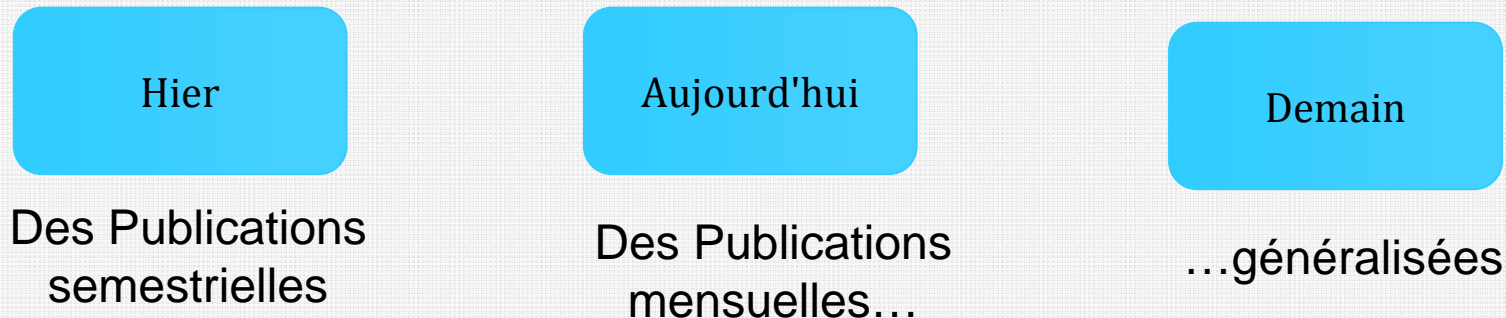 Hier
Des Publications
semestrielles
Aujourd'hui
Des Publications
mensuelles…
Demain
…généralisées